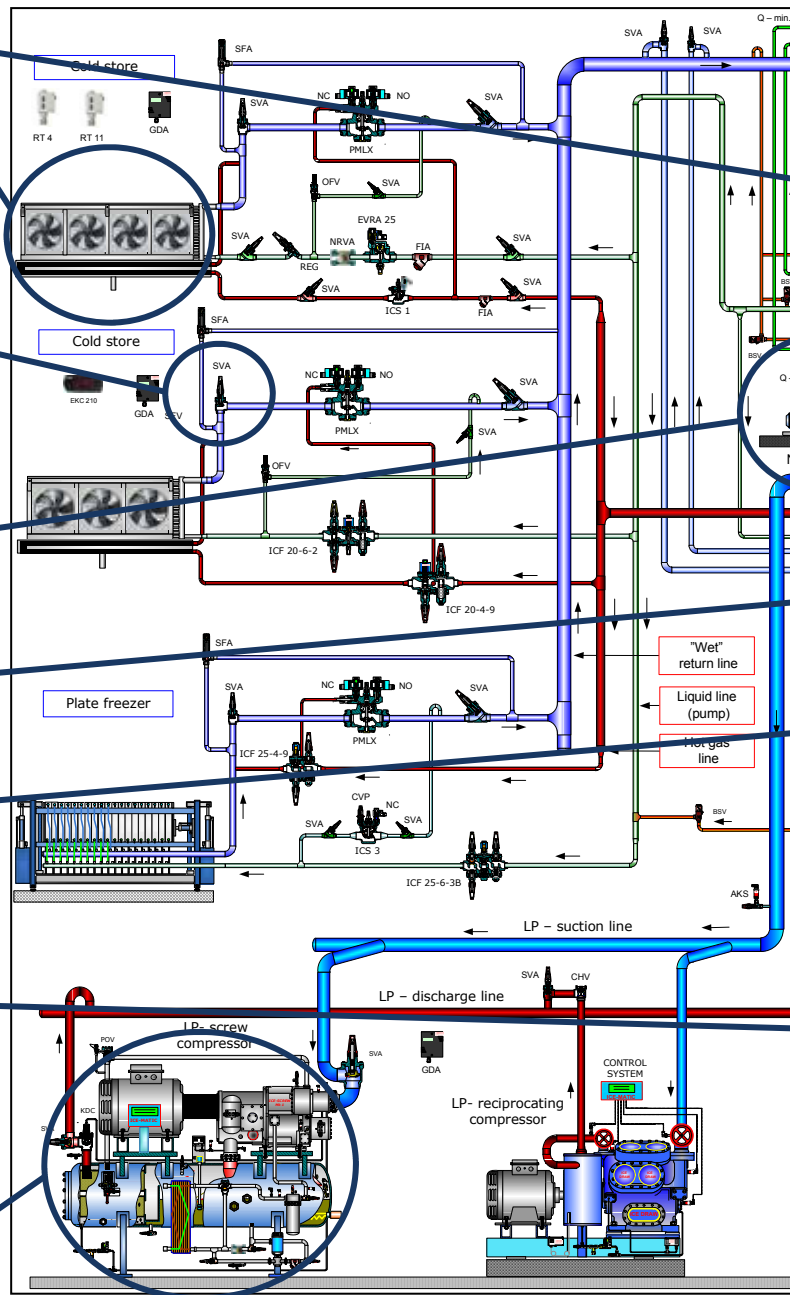 Q – min.
SVA
SVA
SFA
Cold store
NC
NO
SVA
SVA
RT 4
RT 11
GDA
PMLX
OFV
SVA
SVA
NRVA
EVRA 25
FIA
SVA
REG
SVA
ICS 1
FIA
SVA
SFA
Cold store
SVA
NC
NO
SVA
EKC 210
GDA
SFV
PMLX
SVA
OFV
BSV
Q -
ICF 20-6-2
ICF 20-4-9
SFA
"Wet"
return line
Plate freezer
SVA
NC
NO
SVA
Liquid line
(pump)
PMLX
ICF 25-4-9
Hot gas
line
CVP
NC
SVA
SVA
ICS 3
BSV
ICF 25-6-3B
AKS
LP – suction line
SVA
CHV
LP – discharge line
LP- screw
compressor
POV
SVA
GDA
CONTROL
SYSTEM
KDC
LP- reciprocating
compressor